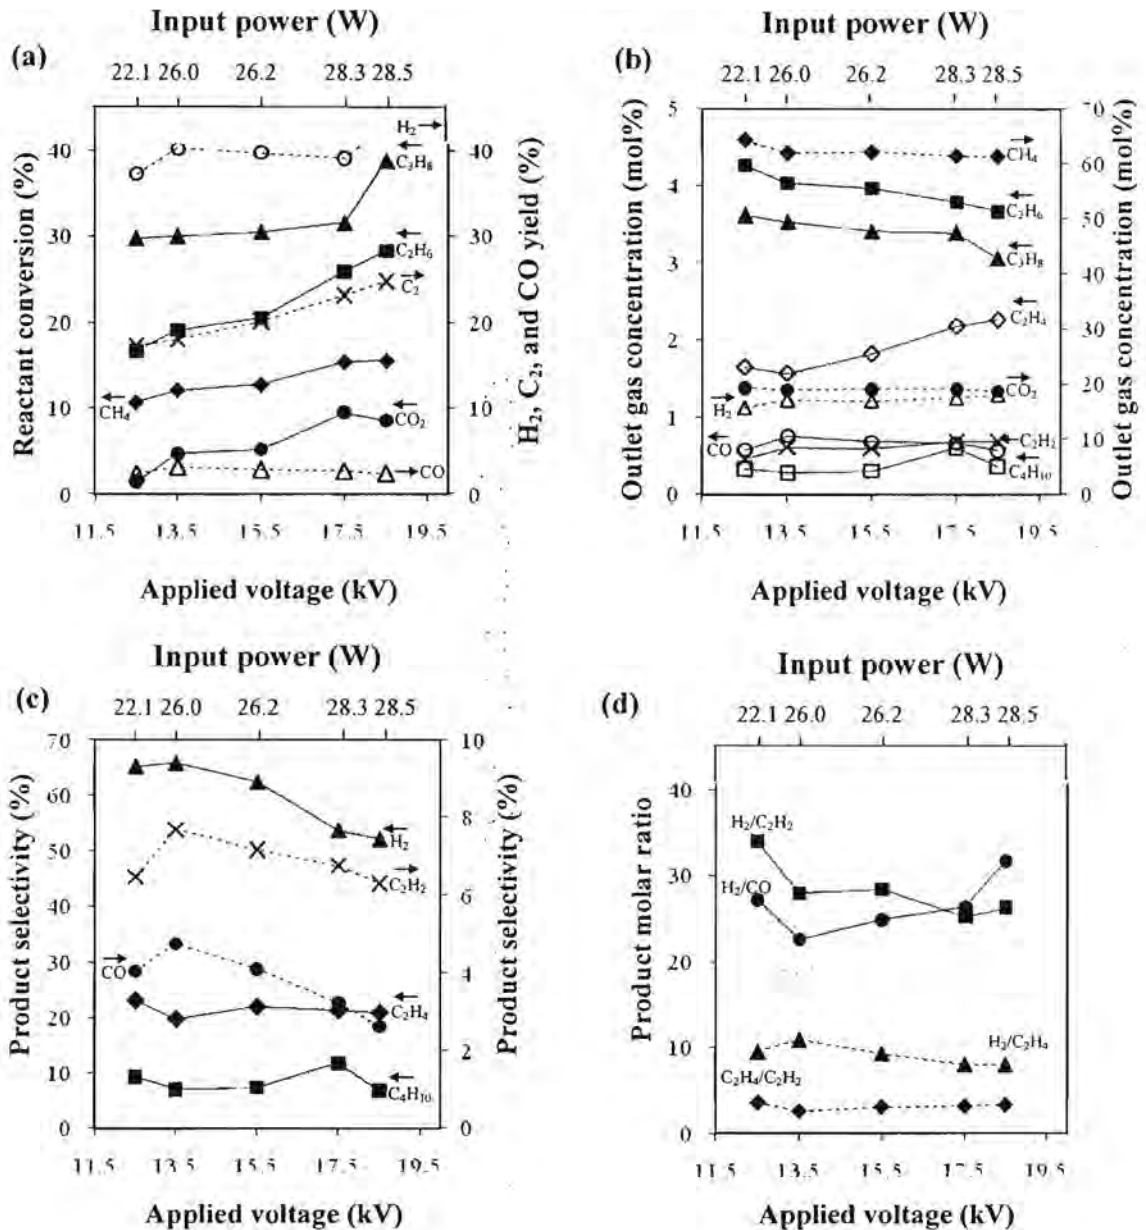 Input power (W)
(a)
22.1 26.0 26.2 28.3 28.5
H₂
C₃H₈
C₂H₆
C₂
CH₄
CO₂
CO
40
30
20
10
0
40
30
20
10
0
Reactant conversion (%)
H₂, C₂, and CO yield (%)
11.5 13.5 15.5 17.5 19.5
Applied voltage (kV)
Input power (W)
(b)
22.1 26.0 26.2 28.3 28.5
5
4
3
2
1
0
70
60
50
40
30
20
10
0
CH₄
C₂H₆
C₃H₈
C₂H₄
CO₂
H₂
CO
C₂H₂
C₄H₁₀
Outlet gas concentration (mol%)
Outlet gas concentration (mol%)
11.5 13.5 15.5 17.5 19.5
Applied voltage (kV)
Input power (W)
(c)
22.1 26.0 26.2 28.3 28.5
70
60
50
40
30
20
10
0
10
8
6
4
2
0
H₂
C₂H₂
CO
C₂H₄
C₄H₁₀
Product selectivity (%)
Product selectivity (%)
11.5 13.5 15.5 17.5 19.5
Applied voltage (kV)
Input power (W)
(d)
22.1 26.0 26.2 28.3 28.5
40
30
20
10
0
H₂/C₂H₂
H₂/CO
H₂/C₂H₄
C₂H₄/C₂H₂
Product molar ratio
11.5 13.5 15.5 17.5 19.5
Applied voltage (kV)